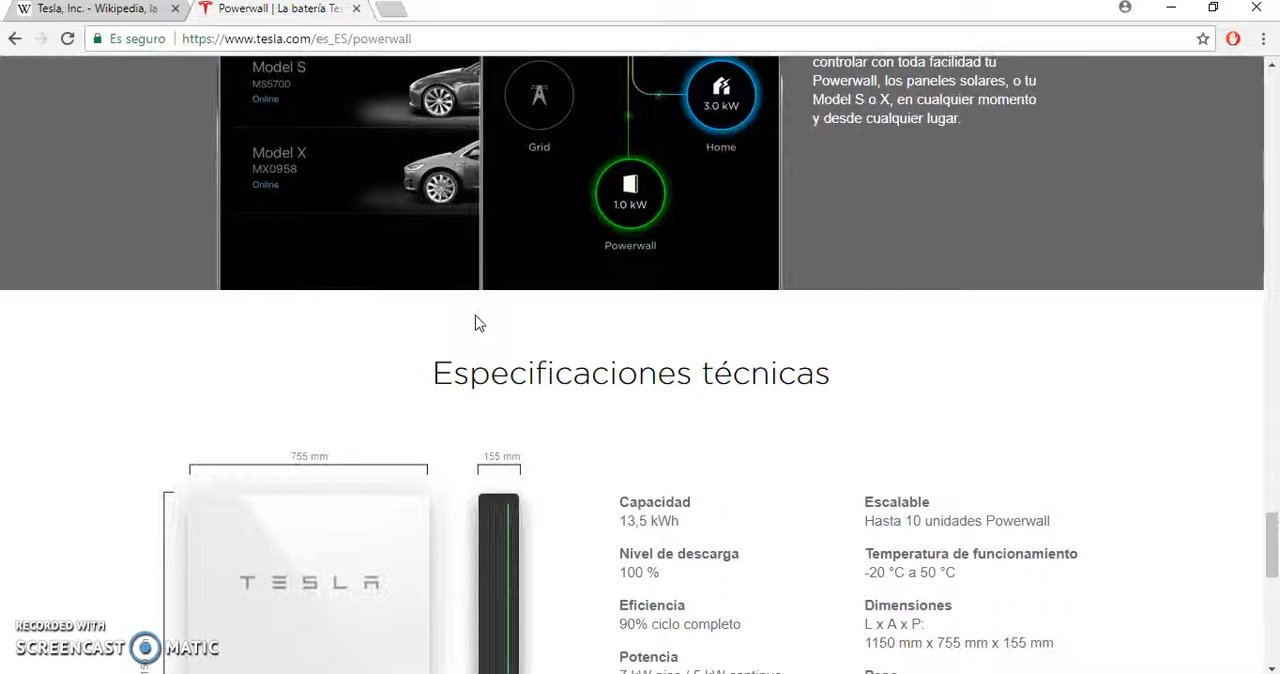 Tesla, Inc. - Wikipedia, la
Powerwall | La batería Te
Es seguro
https://www.tesla.com/es_ES/powerwall
Model S
MS5700
Online
Model X
MX0958
Online
Grid
3.0 kW
Home
1.0 kW
Powerwall
controlar con toda facilidad tu
Powerwall, los paneles solares, o tu
Model S o X, en cualquier momento
y desde cualquier lugar.
Especificaciones técnicas
755 mm
155 mm
TESLA
Capacidad
13,5 kWh
Nivel de descarga
100 %
Eficiencia
90% ciclo completo
Potencia
Escalable
Hasta 10 unidades Powerwall
Temperatura de funcionamiento
-20 °C a 50 °C
Dimensiones
L x A x P:
1150 mm x 755 mm x 155 mm
RECORDED WITH
SCREENCAST MATIC